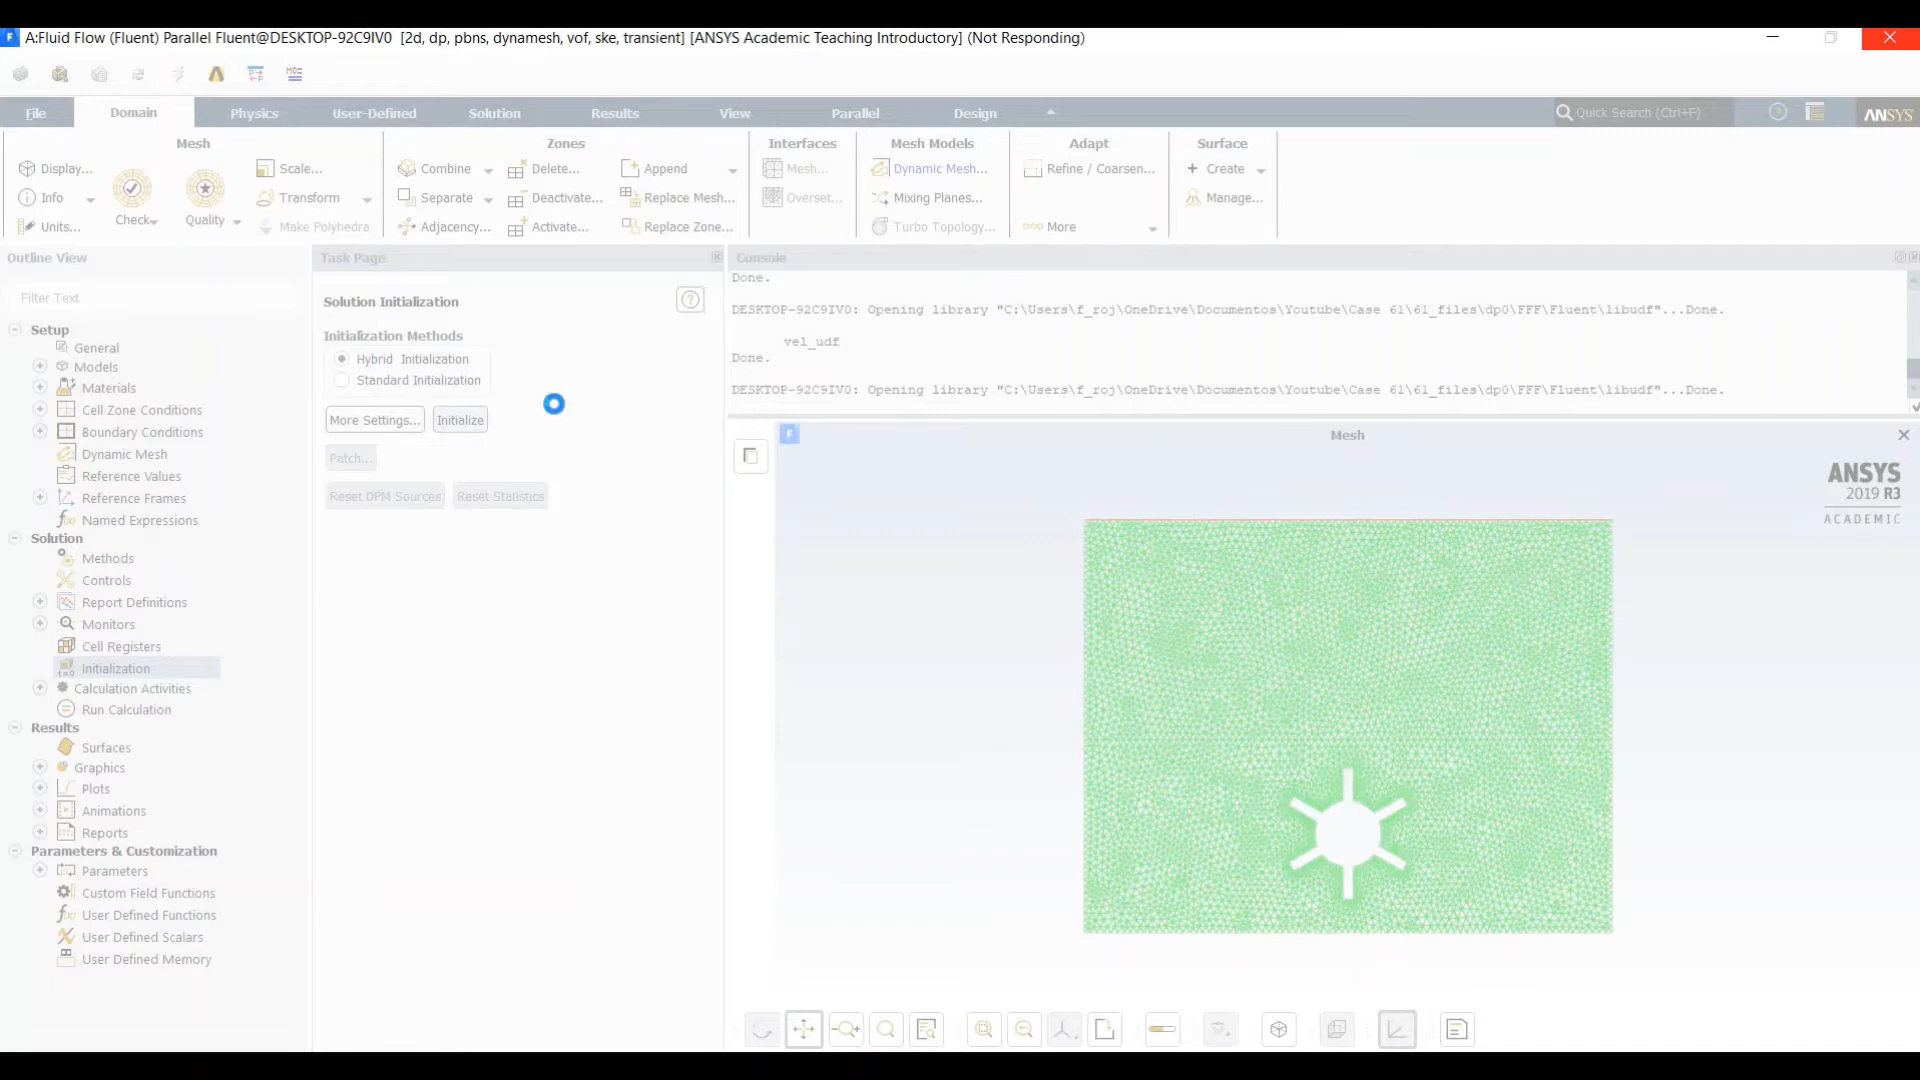 A:Fluid Flow (Fluent) Parallel Fluent@DESKTOP-92C9IV0 [2d, dp, pbns, dynamesh, vof, ske, transient] [ANSYS Academic Teaching Introductory] (Not Responding)
File Domain Physics User-Defined Solution Results View Parallel Design Quick Search (Ctrl+F) ANSYS
Mesh Zones Interfaces Mesh Models Adapt Surface
Display... Scale... Combine Delete... Append Mesh... Dynamic Mesh... Refine / Coarsen... Create
Info Transform Separate Deactivate... Replace Mesh... Overset... Mixing Planes... Manage...
Check Quality
Units... Make Polyhedra Adjacency... Activate... Replace Zone... Turbo Topology... More
Outline View
Filter Text
Setup
General
Models
Materials
Cell Zone Conditions
Boundary Conditions
Dynamic Mesh
Reference Values
Reference Frames
Named Expressions
Solution
Methods
Controls
Report Definitions
Monitors
Cell Registers
Initialization
Calculation Activities
Run Calculation
Results
Surfaces
Graphics
Plots
Animations
Reports
Parameters & Customization
Parameters
Custom Field Functions
User Defined Functions
User Defined Scalars
User Defined Memory
Task Page
Solution Initialization
Initialization Methods
Hybrid Initialization
Standard Initialization
More Settings... Initialize
Patch...
Reset DPM Sources Reset Statistics
Console
Done.
DESKTOP-92C9IV0: Opening library "C:\Users\f_roj\OneDrive\Documentos\Youtube\Case 61\61_files\dp0\FFF\Fluent\libudf"...Done.
vel_udf
Done.
DESKTOP-92C9IV0: Opening library "C:\Users\f_roj\OneDrive\Documentos\Youtube\Case 61\61_files\dp0\FFF\Fluent\libudf"...Done.
Mesh
ANSYS
2019 R3
ACADEMIC